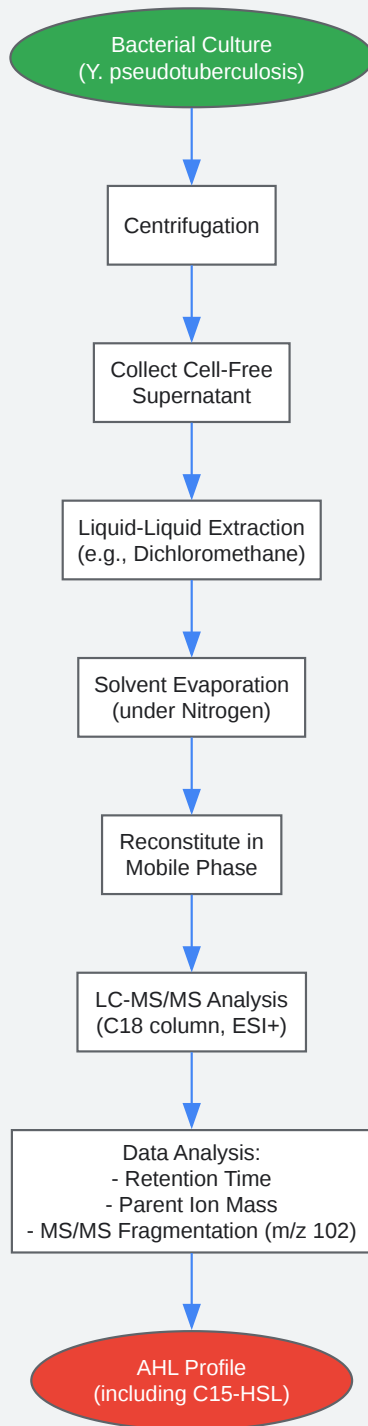 Bacterial Culture
(Y. pseudotuberculosis)
Centrifugation
Collect Cell-Free
Supernatant
Liquid-Liquid Extraction
(e.g., Dichloromethane)
Solvent Evaporation
(under Nitrogen)
Reconstitute in
Mobile Phase
LC-MS/MS Analysis
(C18 column, ESI+)
Data Analysis:
- Retention Time
- Parent Ion Mass
- MS/MS Fragmentation (m/z 102)
AHL Profile
(including C15-HSL)